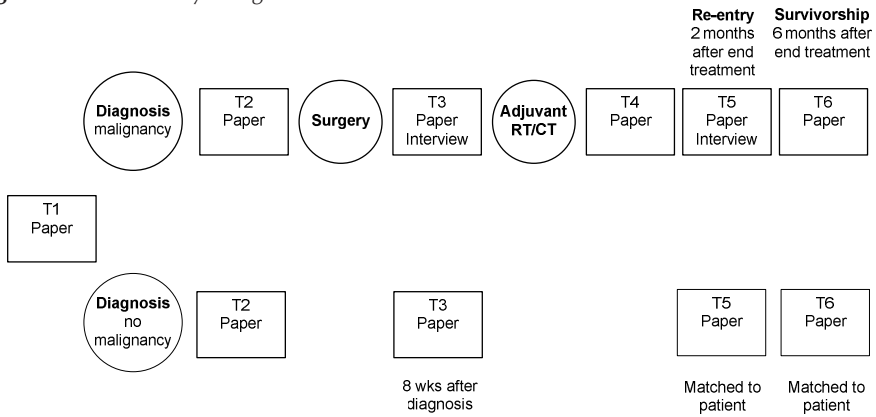 Re-entry
2 months
after end
treatment
Survivorship
6 months after
end treatment
Diagnosis
malignancy
T2
Paper
Surgery
T3
Paper
Interview
Adjuvant
RT/CT
T4
Paper
T5
Paper
Interview
T6
Paper
T1
Paper
Diagnosis
no
malignancy
T2
Paper
T3
Paper
T5
Paper
T6
Paper
8 wks after
diagnosis
Matched to
patient
Matched to
patient